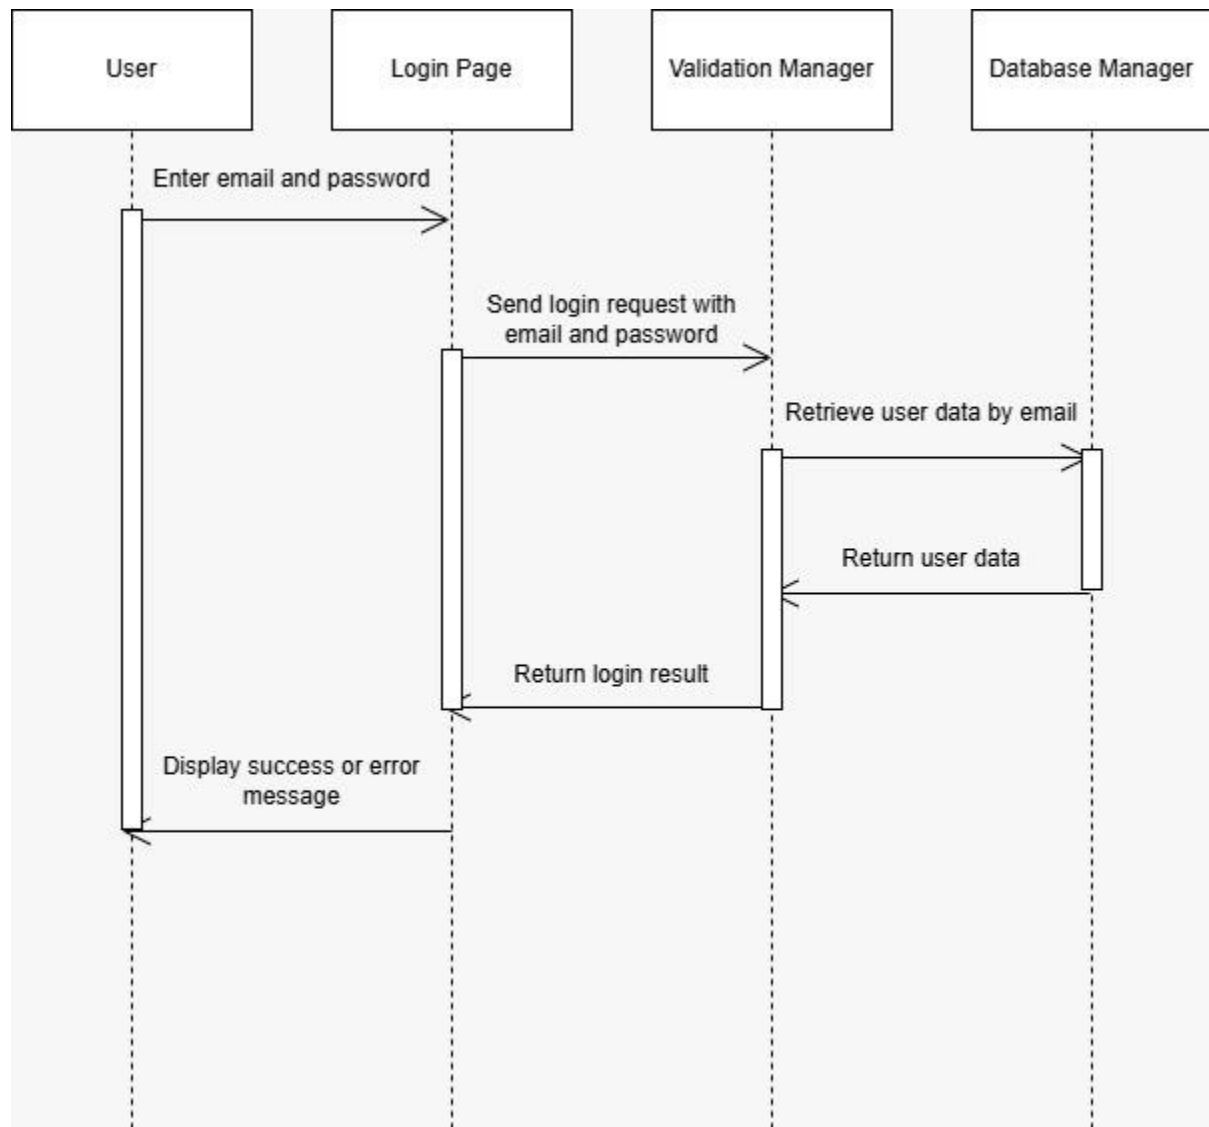 User
Login Page
Validation Manager
Database Manager
Enter email and password
Send login request with
email and password
Retrieve user data by email
Return user data
Return login result
Display success or error
message